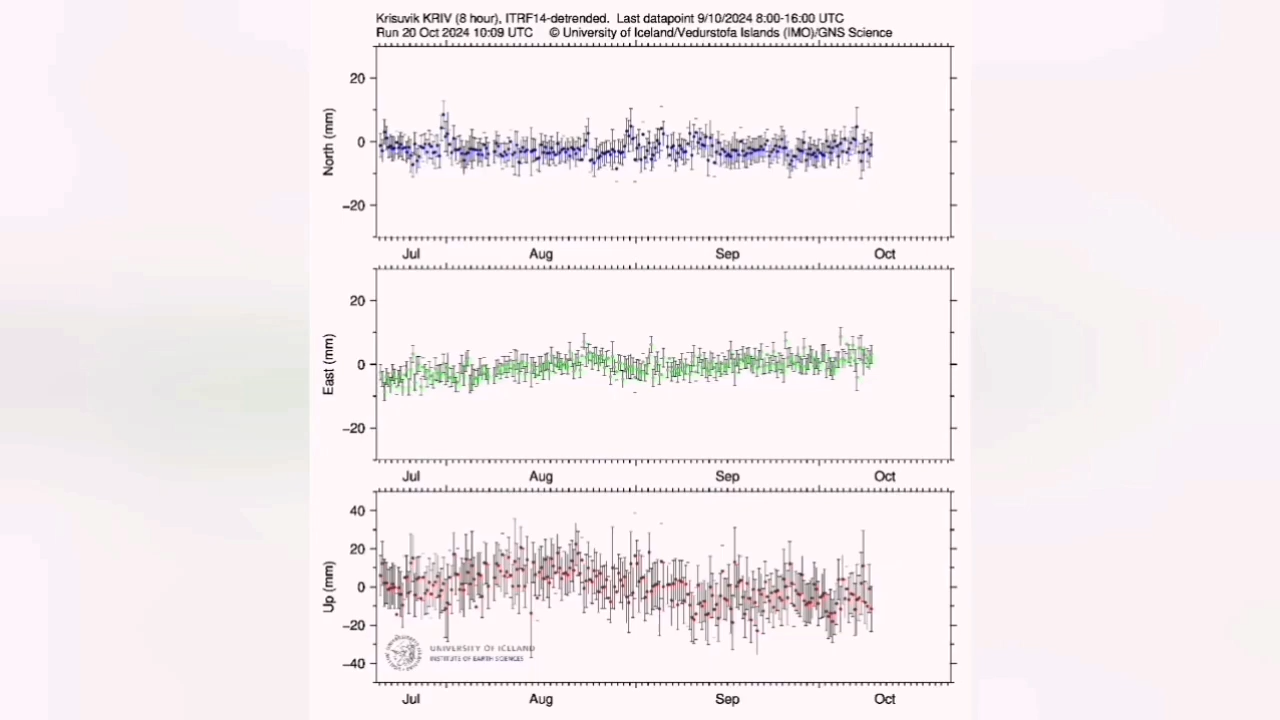 Krisuvik KRIV (8 hour), ITRF14-detrended. Last datapoint 9/10/2024 8:00-16:00 UTC
Run 20 Oct 2024 10:09 UTC © University of Iceland/Vedurstofa Islands (IMO)/GNS Science
North (mm)
20
0
−20
Jul Aug Sep Oct
East (mm)
20
0
−20
Jul Aug Sep Oct
Up (mm)
40
20
0
−20
−40
UNIVERSITY OF ICELAND
INSTITUTE OF EARTH SCIENCES
Jul Aug Sep Oct